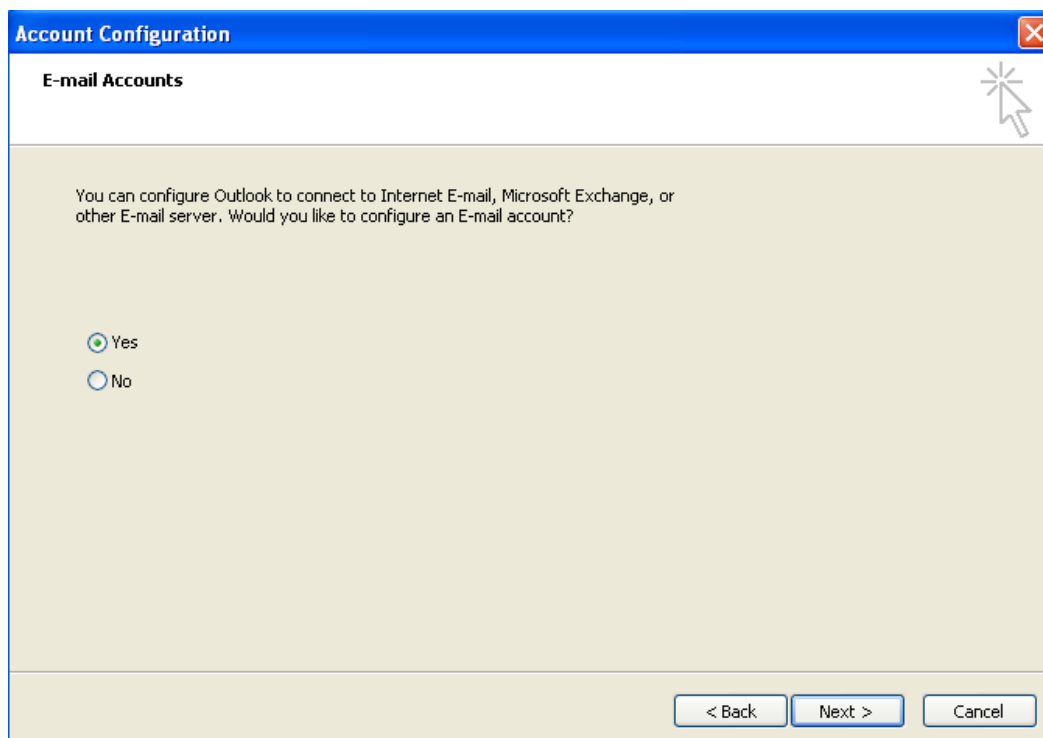 Account Configuration
E-mail Accounts
You can configure Outlook to connect to Internet E-mail, Microsoft Exchange, or
other E-mail server. Would you like to configure an E-mail account?
Yes
No
< Back
Next >
Cancel